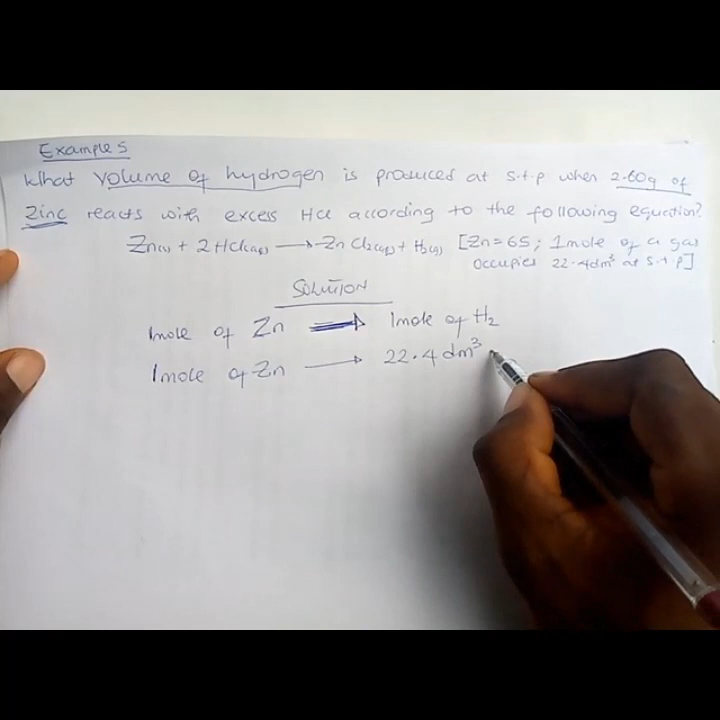 Example 5
What volume of hydrogen is produced at s.t.p when 2.60g of
Zinc reacts with excess HCl according to the following equation?
Zn(s) + 2HCl(aq) → ZnCl2(aq) + H2(g) [Zn=65; 1mole of a gas
occupies 22.4dm³ at s.t.p]
SOLUTION
1mole of Zn ⇒ 1mole of H2
1mole of Zn → 22.4dm³